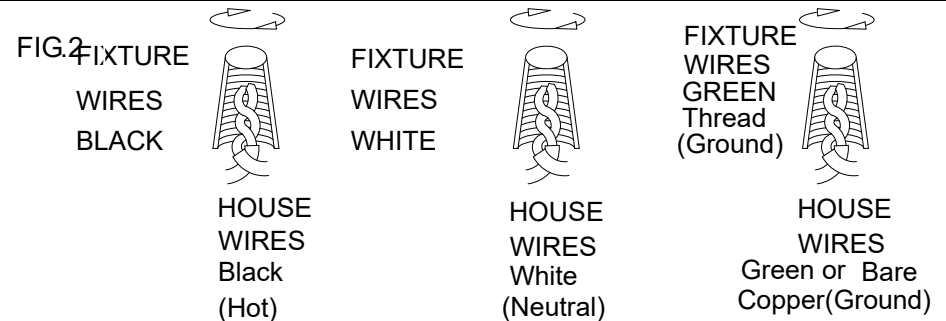 FIG.2
FIXTURE
WIRES
BLACK
HOUSE
WIRES
Black
(Hot)
FIXTURE
WIRES
WHITE
HOUSE
WIRES
White
(Neutral)
FIXTURE
WIRES
GREEN
Thread
(Ground)
HOUSE
WIRES
Green or Bare
Copper(Ground)